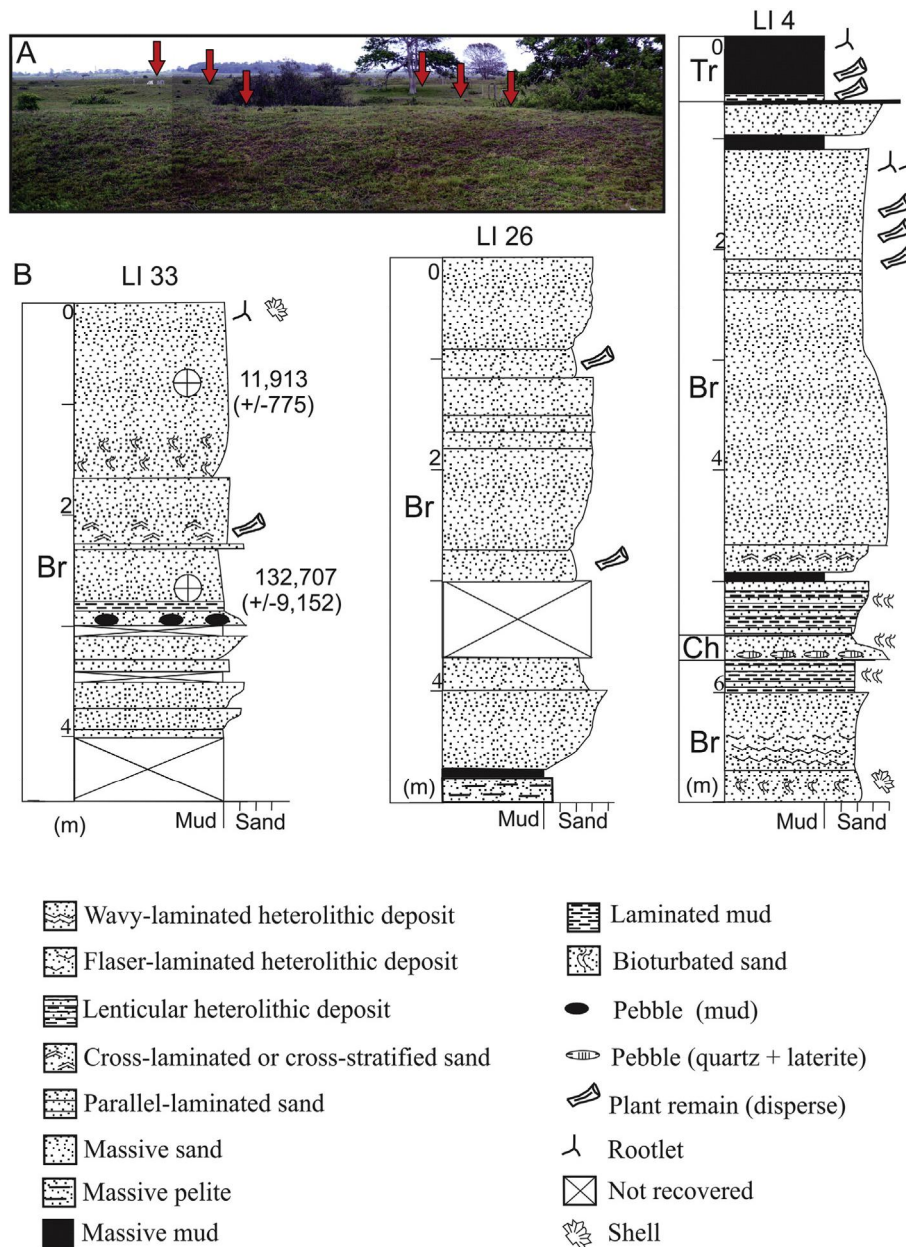 A
B
LI 33
0
2
4
Br
11,913
(+/-775)
132,707
(+/-9,152)
(m)
Mud
Sand
LI 26
0
2
4
Br
(m)
Mud
Sand
LI 4
0
2
4
6
Tr
Br
Ch
Br
(m)
Mud
Sand
Wavy-laminated heterolithic deposit
Flaser-laminated heterolithic deposit
Lenticular heterolithic deposit
Cross-laminated or cross-stratified sand
Parallel-laminated sand
Massive sand
Massive pelite
Massive mud
Laminated mud
Bioturbated sand
Pebble (mud)
Pebble (quartz + laterite)
Plant remain (disperse)
Rootlet
Not recovered
Shell